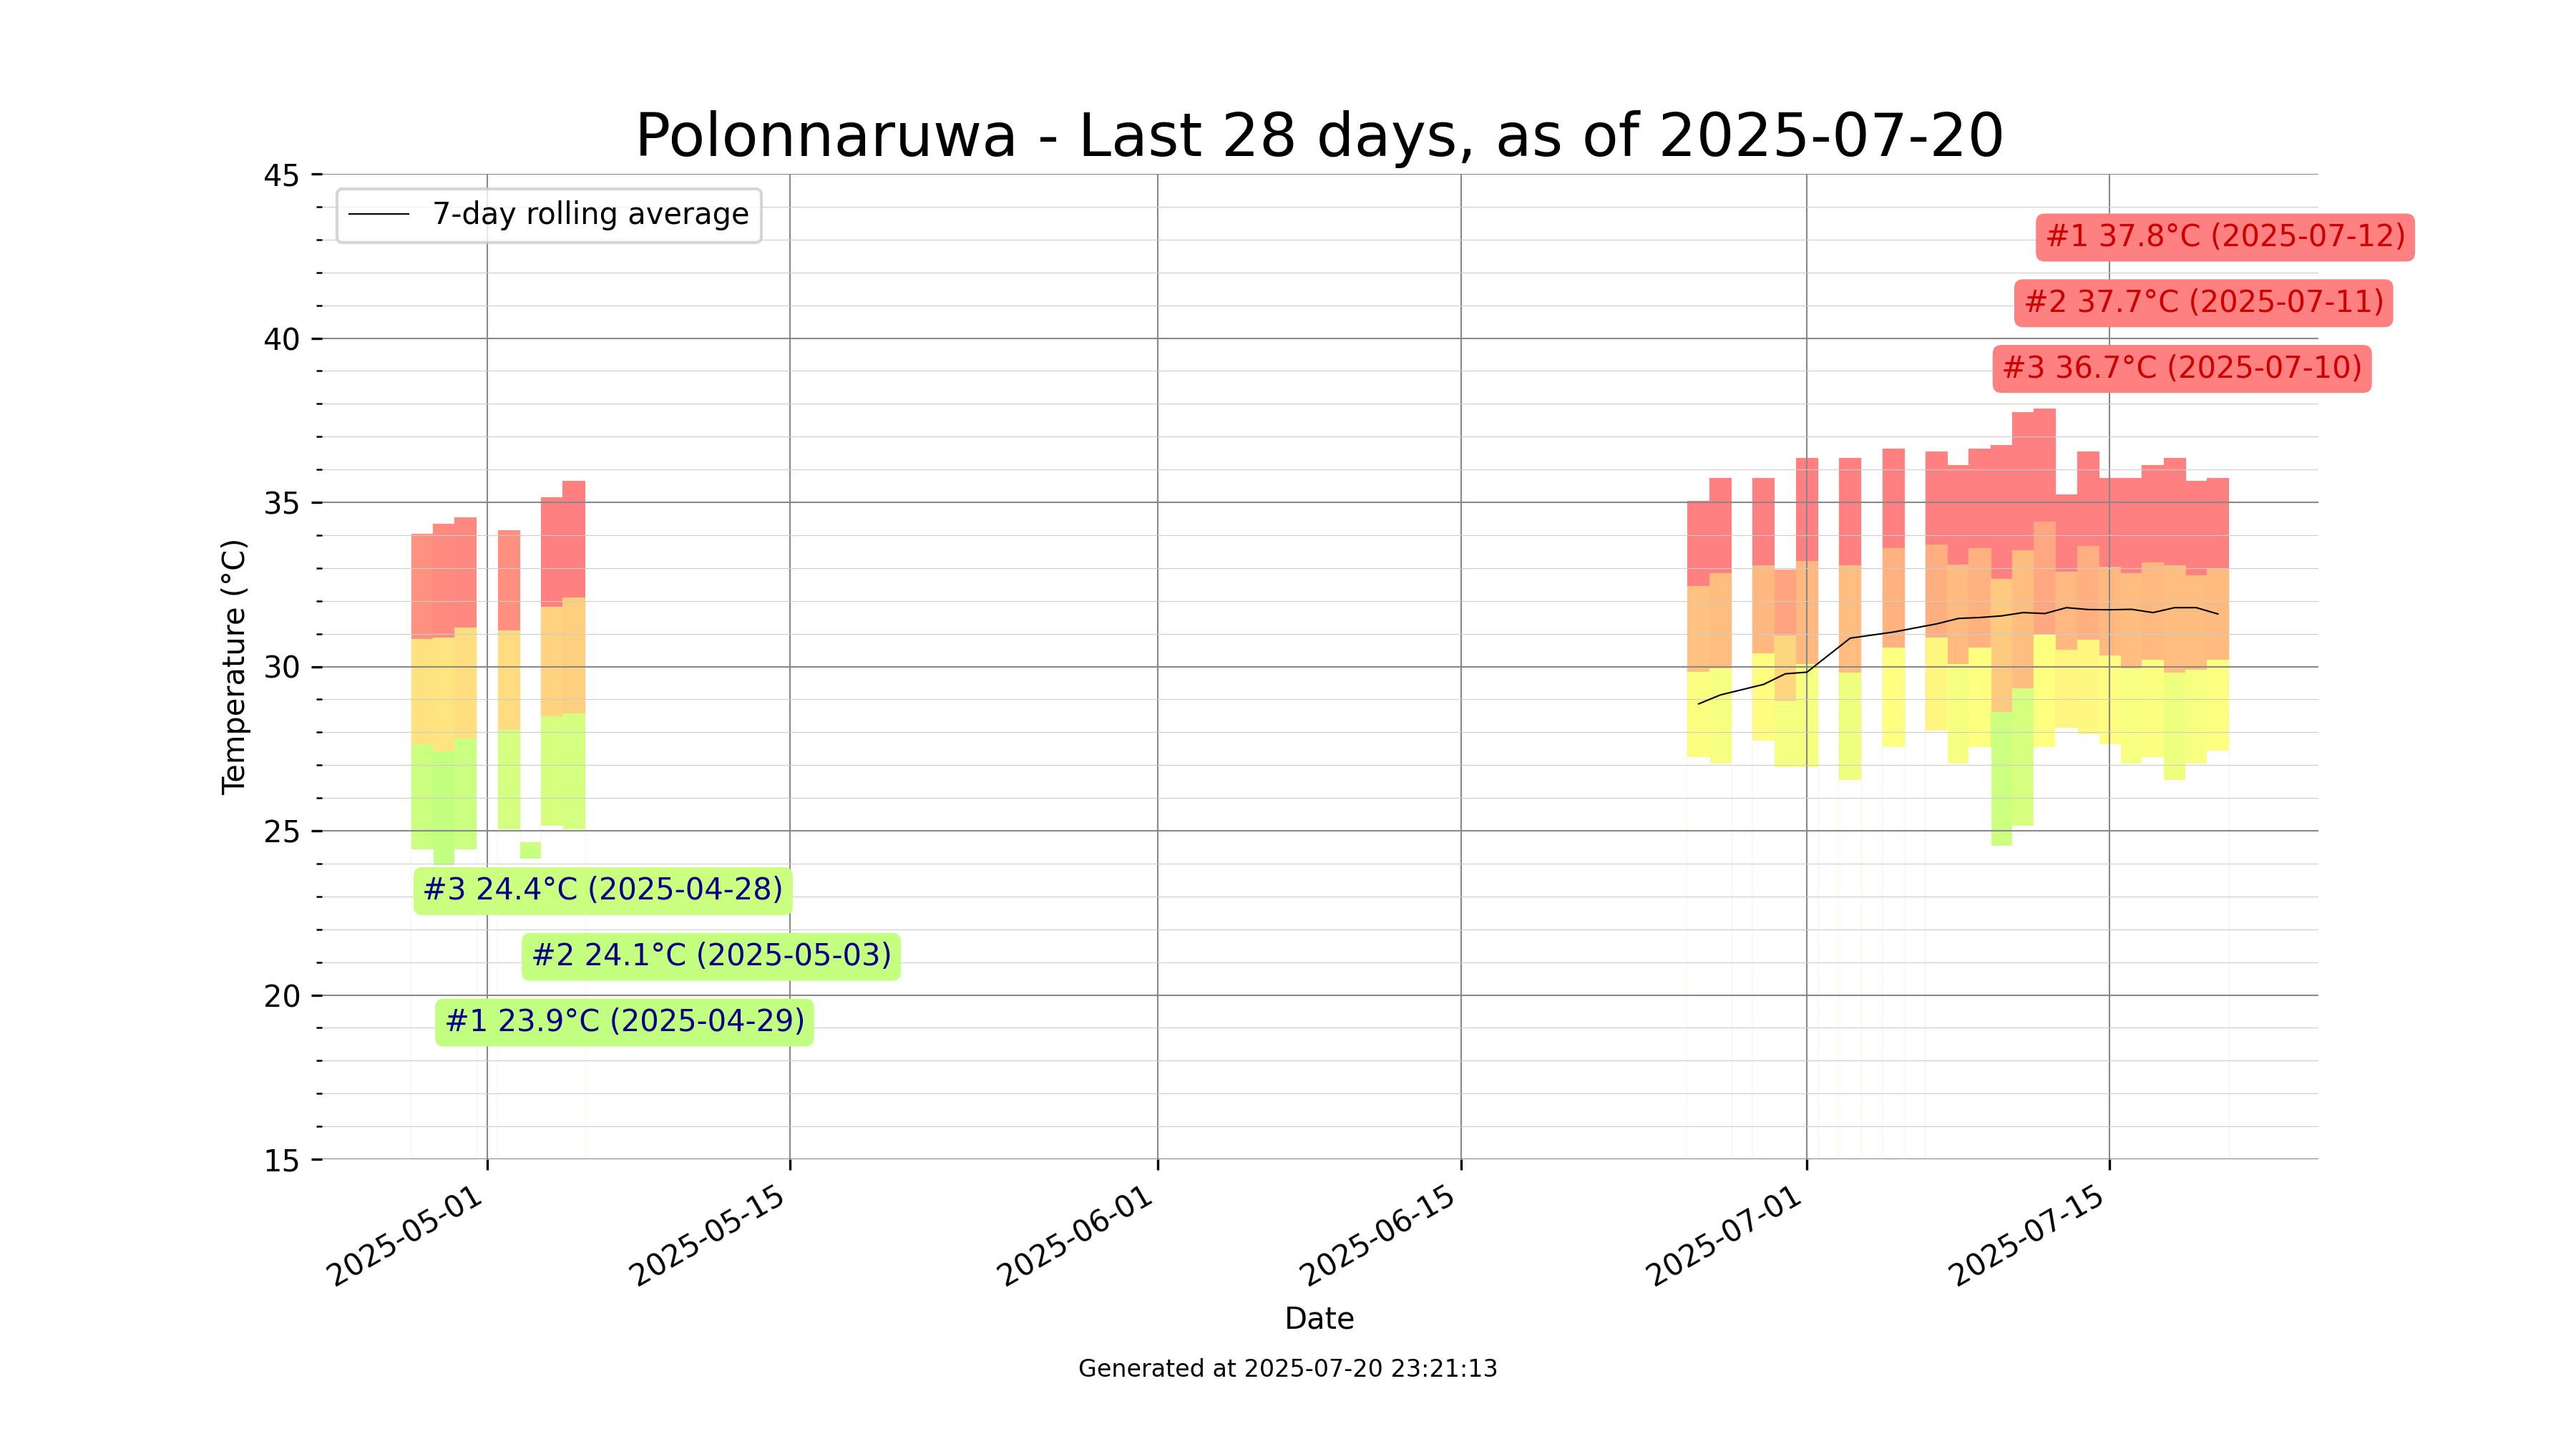 Polonnaruwa - Last 28 days, as of 2025-07-20
45
40
35
30
25
20
15
Temperature (°C)
7-day rolling average
#1 37.8°C (2025-07-12)
#2 37.7°C (2025-07-11)
#3 36.7°C (2025-07-10)
#3 24.4°C (2025-04-28)
#2 24.1°C (2025-05-03)
#1 23.9°C (2025-04-29)
2025-05-01
2025-05-15
2025-06-01
2025-06-15
2025-07-01
2025-07-15
Date
Generated at 2025-07-20 23:21:13